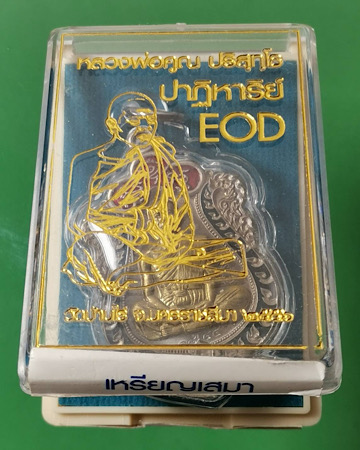 หลวงพ่อคูณ ปริสุทฺโธ
ปาฏิหาริย์
EOD
วัดบ้านไร่ จ.นครราชสีมา ๒๕๕๖
เหรียญเสมา